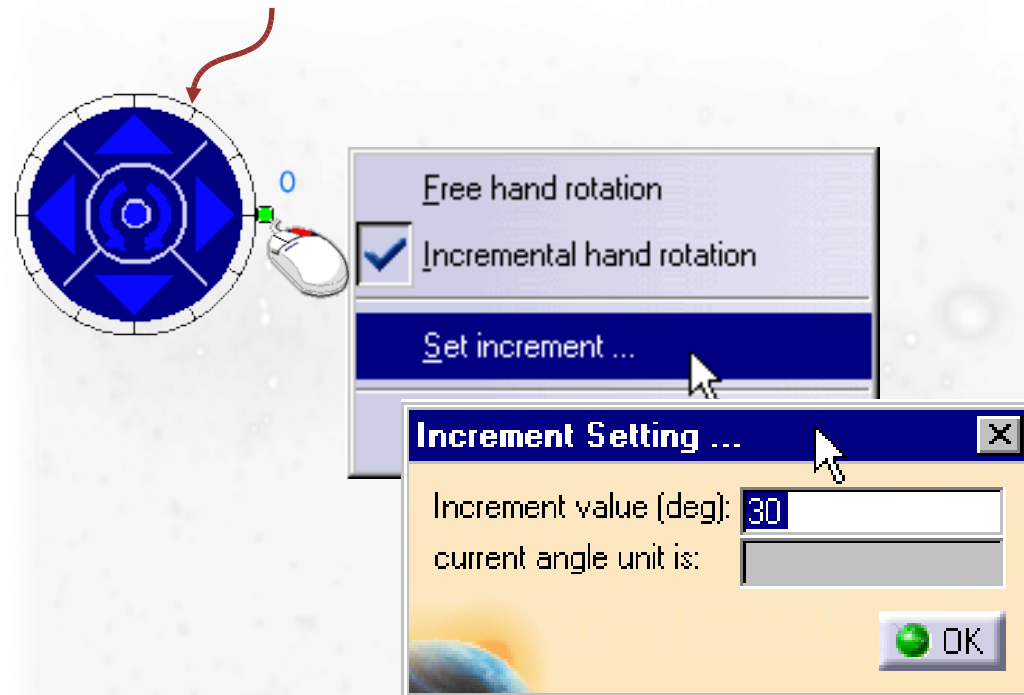 0
Free hand rotation
Incremental hand rotation
Set increment ...
Increment Setting ...
Increment value (deg): 30
current angle unit is:
OK